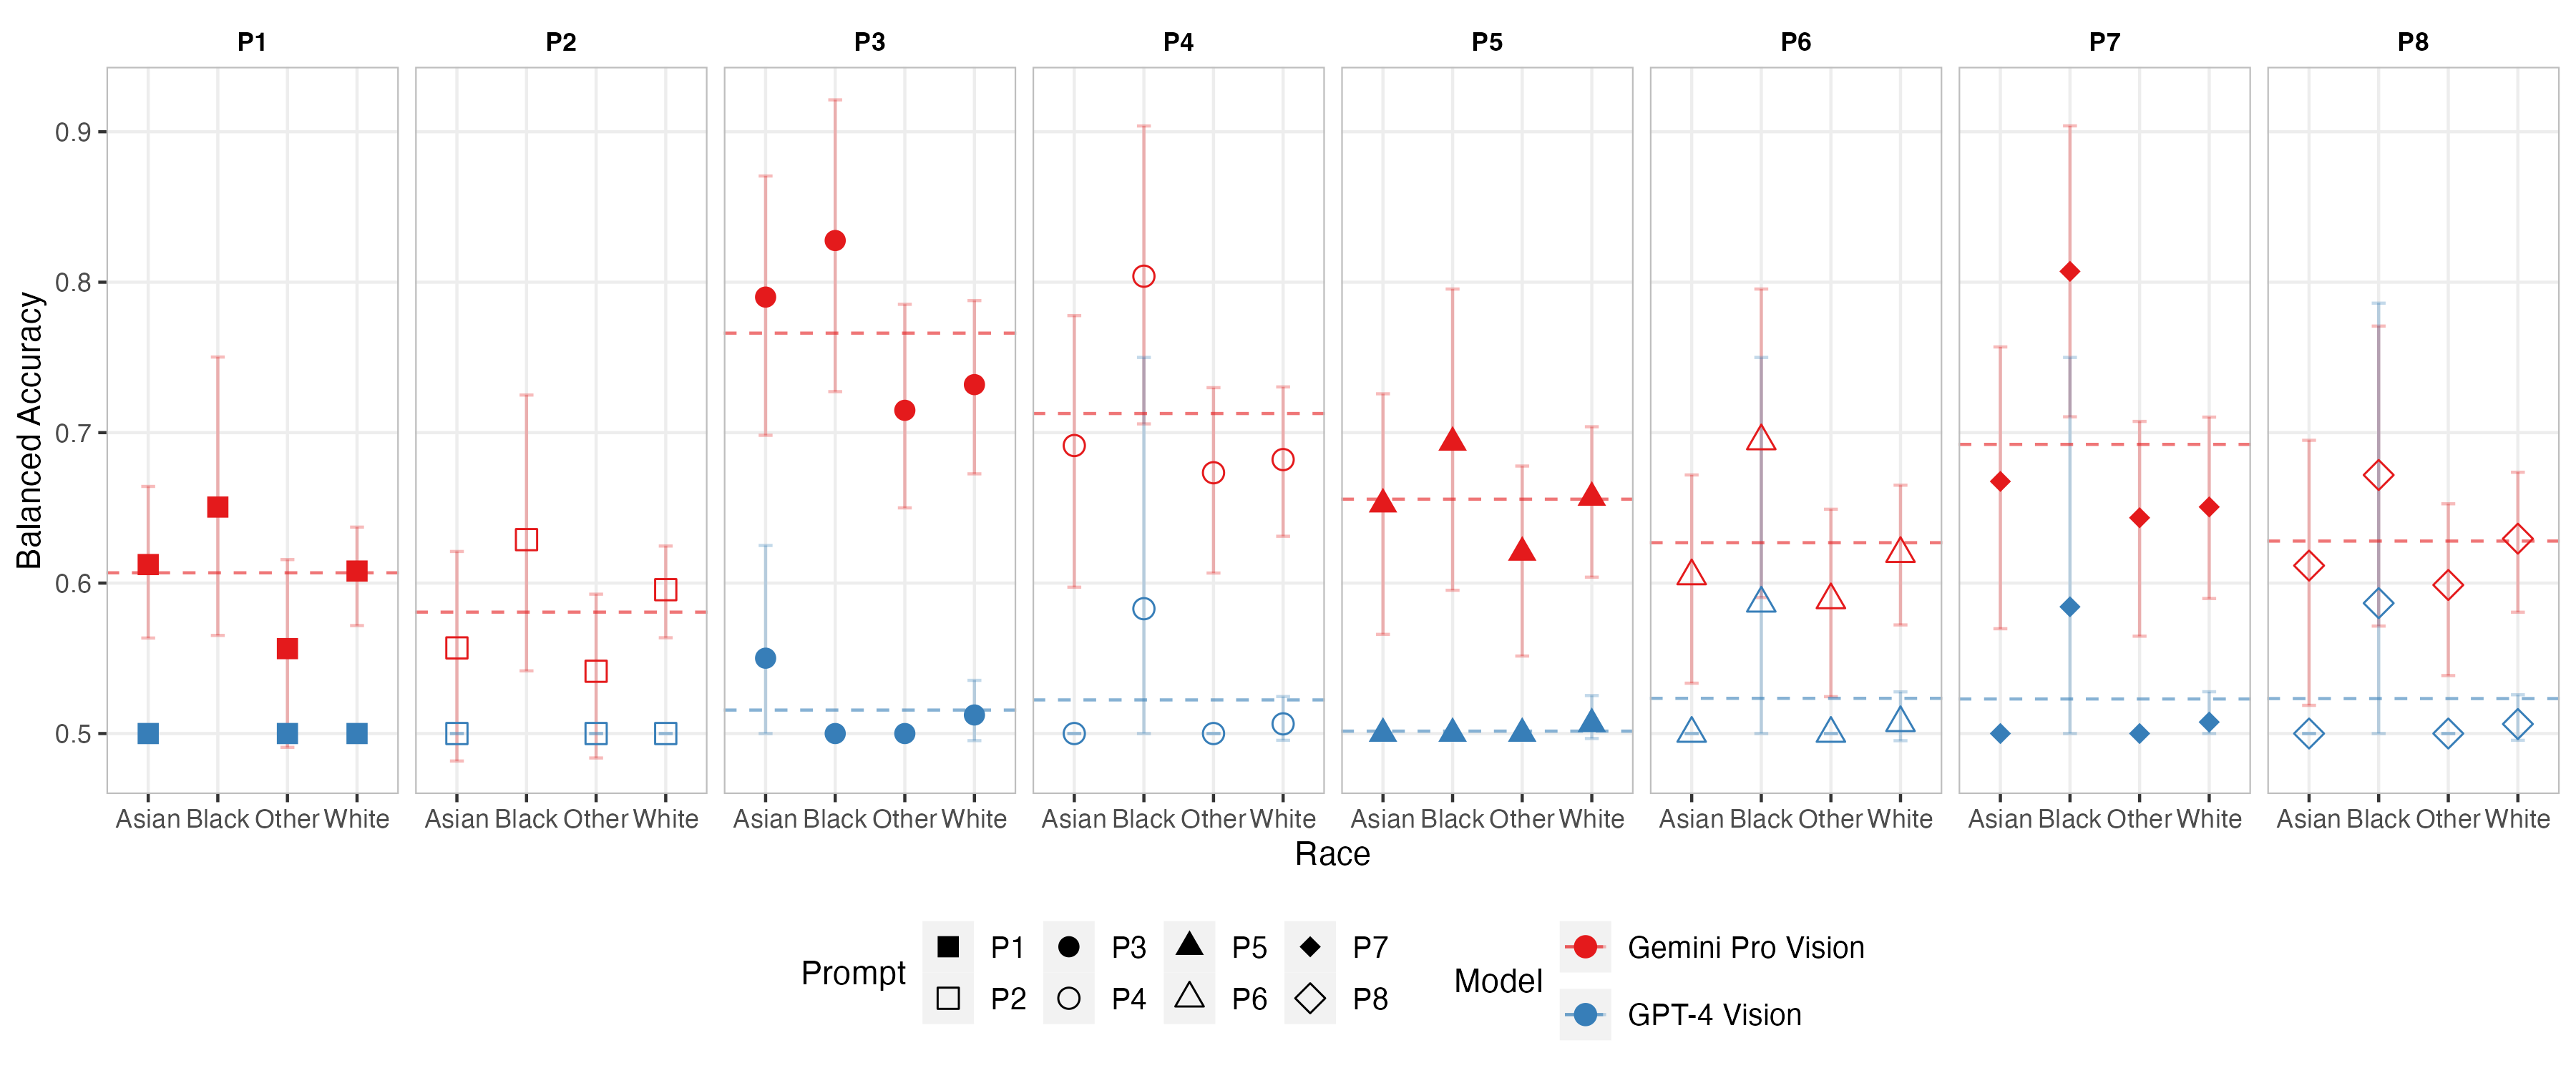 P1 P2 P3 P4 P5 P6 P7 P8
Balanced Accuracy
0.9
0.8
0.7
0.6
0.5
Asian Black Other White Asian Black Other White Asian Black Other White Asian Black Other White Asian Black Other White Asian Black Other White Asian Black Other White Asian Black Other White
Race
Prompt
P1 P3 P5 P7
P2 P4 P6 P8
Model
Gemini Pro Vision
GPT-4 Vision